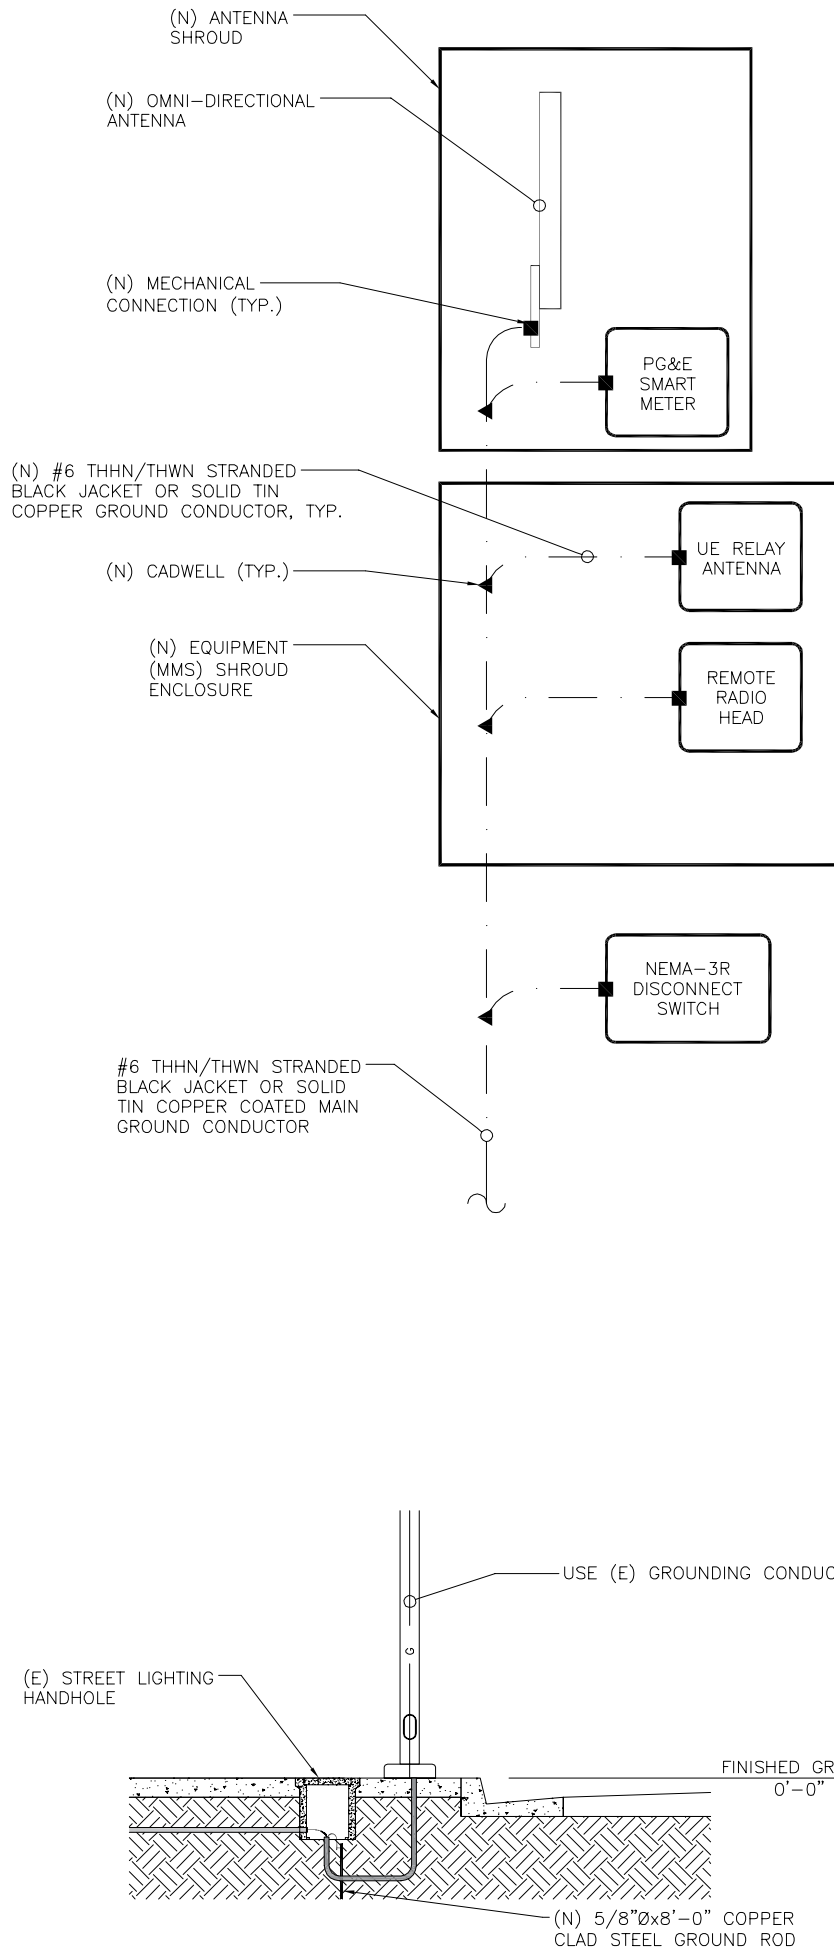 (N) ANTENNA
SHROUD
(N) OMNI-DIRECTIONAL
ANTENNA
(N) MECHANICAL
CONNECTION (TYP.)
PG&E
SMART
METER
(N) #6 THHN/THWN STRANDED
BLACK JACKET OR SOLID TIN
COPPER GROUND CONDUCTOR, TYP.
UE RELAY
ANTENNA
(N) CADWELL (TYP.)
(N) EQUIPMENT
(MMS) SHROUD
ENCLOSURE
REMOTE
RADIO
HEAD
NEMA-3R
DISCONNECT
SWITCH
#6 THHN/THWN STRANDED
BLACK JACKET OR SOLID
TIN COPPER COATED MAIN
GROUND CONDUCTOR
USE (E) GROUNDING CONDUC
G
(E) STREET LIGHTING
HANDHOLE
FINISHED GR
0'-0"
(N) 5/8"Øx8'-0" COPPER
CLAD STEEL GROUND ROD